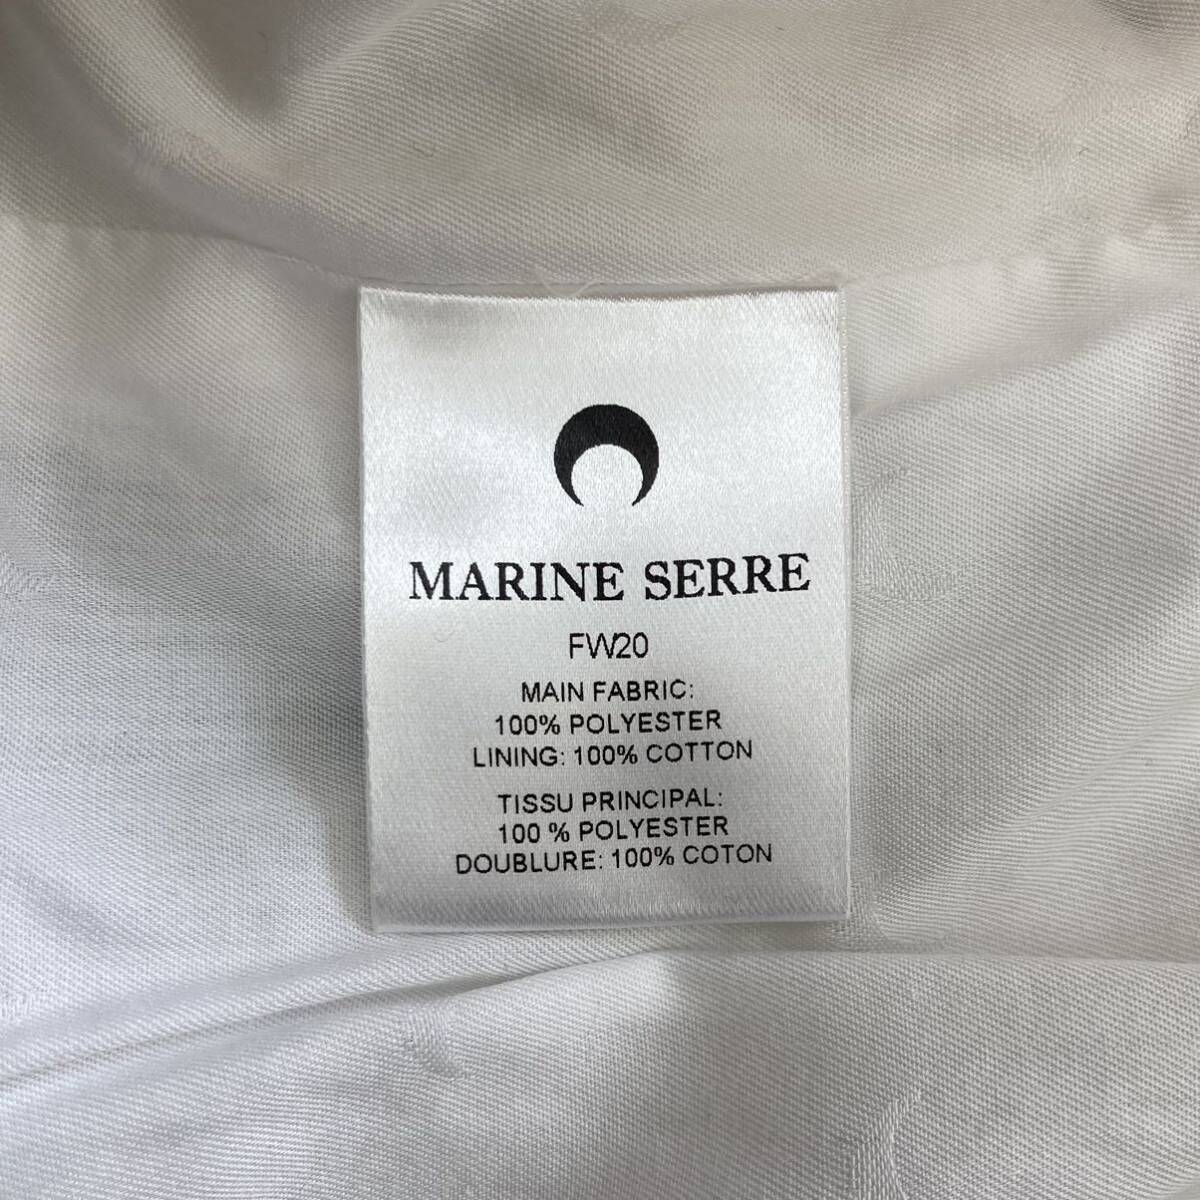 MARINE SERRE
FW20
MAIN FABRIC:
100% POLYESTER
LINING: 100% COTTON
TISSU PRINCIPAL:
100 % POLYESTER
DOUBLURE: 100% COTON